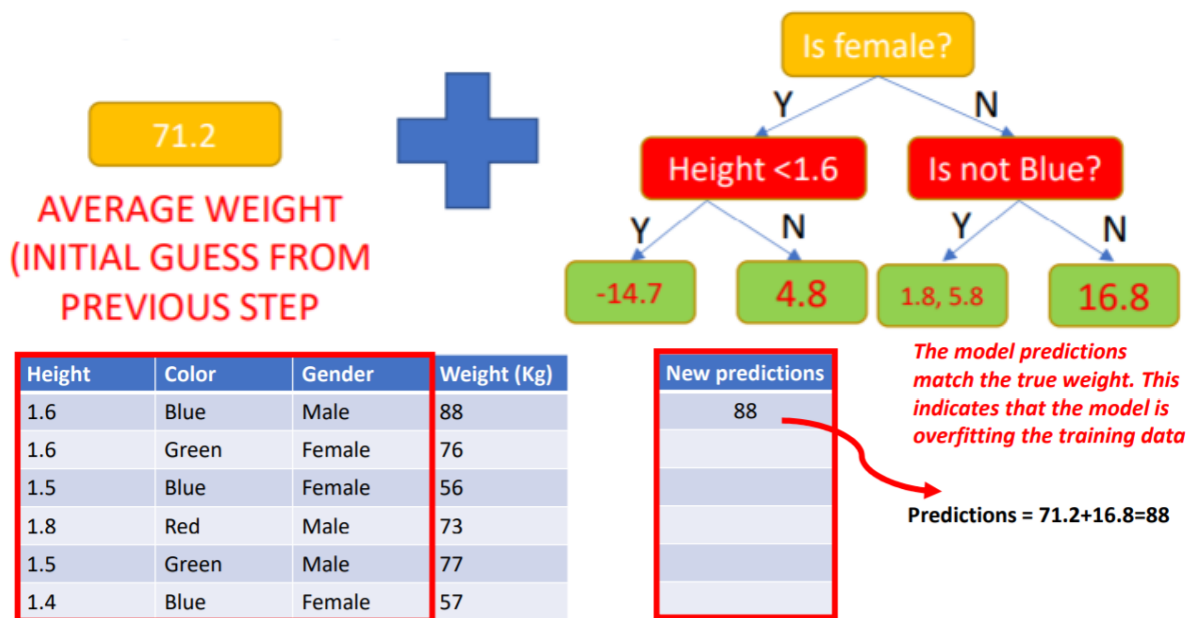 71.2
AVERAGE WEIGHT
(INITIAL GUESS FROM
PREVIOUS STEP
Is female?
Y
N
Height <1.6
Is not Blue?
Y
N
Y
N
-14.7
4.8
1.8, 5.8
16.8
Height Color Gender Weight (Kg)
1.6 Blue Male 88
1.6 Green Female 76
1.5 Blue Female 56
1.8 Red Male 73
1.5 Green Male 77
1.4 Blue Female 57
New predictions
88
The model predictions
match the true weight. This
indicates that the model is
overfitting the training data
Predictions = 71.2+16.8=88